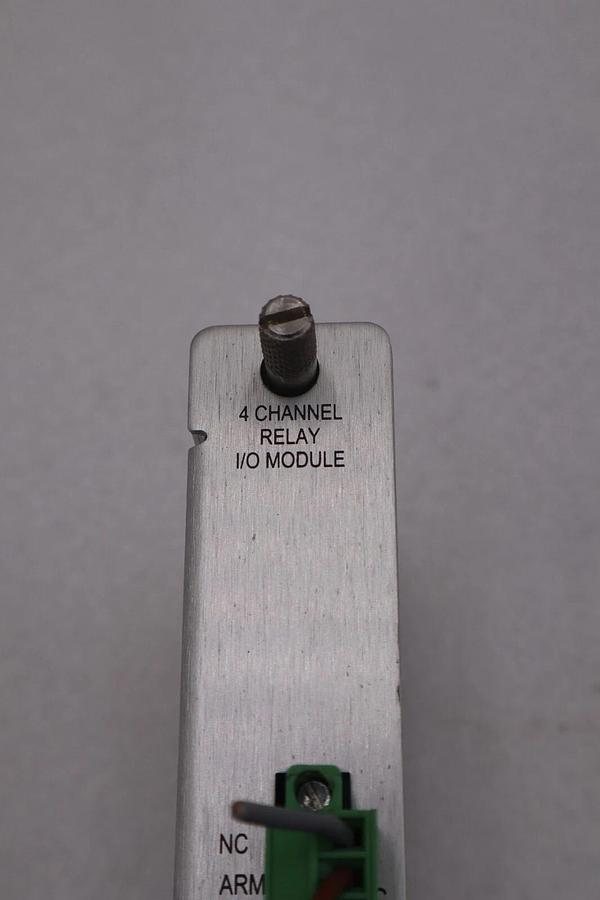 4 CHANNEL
RELAY
I/O MODULE
NC
ARM